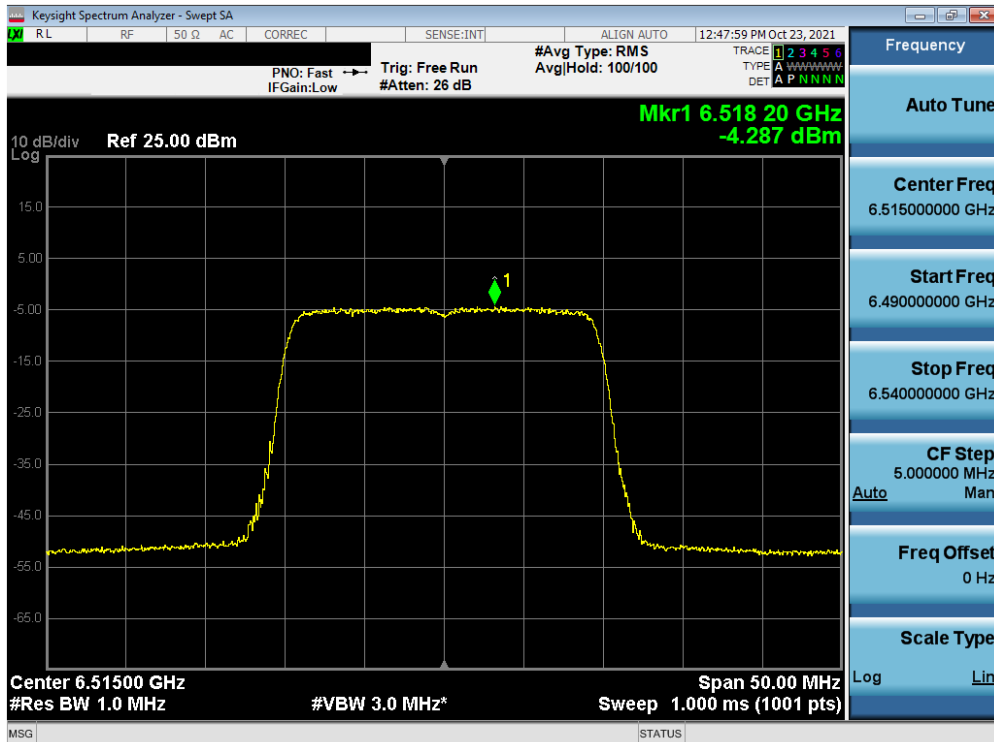 Keysight Spectrum Analyzer - Swept SA
LXI RL RF 50 Ω AC CORREC SENSE:INT ALIGN AUTO 12:47:59 PM Oct 23, 2021
PNO: Fast
IFGain:Low
Trig: Free Run
#Atten: 26 dB
#Avg Type: RMS
Avg|Hold: 100/100
TRACE 1 2 3 4 5 6
TYPE A WWWWW
DET A P N N N N
Mkr1 6.518 20 GHz
-4.287 dBm
10 dB/div Ref 25.00 dBm
Log
15.0
5.00
-5.00
-15.0
-25.0
-35.0
-45.0
-55.0
-65.0
1
Center 6.51500 GHz Span 50.00 MHz
#Res BW 1.0 MHz #VBW 3.0 MHz* Sweep 1.000 ms (1001 pts)
MSG STATUS
Frequency
Auto Tune
Center Freq
6.515000000 GHz
Start Freq
6.490000000 GHz
Stop Freq
6.540000000 GHz
CF Step
5.000000 MHz
Auto Man
Freq Offset
0 Hz
Scale Type
Log Lin